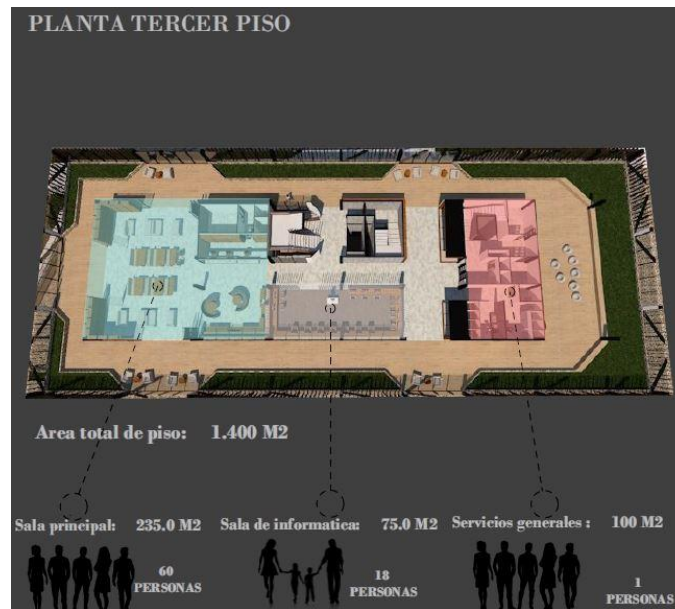 PLANTA TERCER PISO
Area total de piso: 1.400 M2
Sala principal: 235.0 M2 Sala de informatica: 75.0 M2 Servicios generales : 100 M2
60
PERSONAS
18
PERSONAS
1
PERSONAS